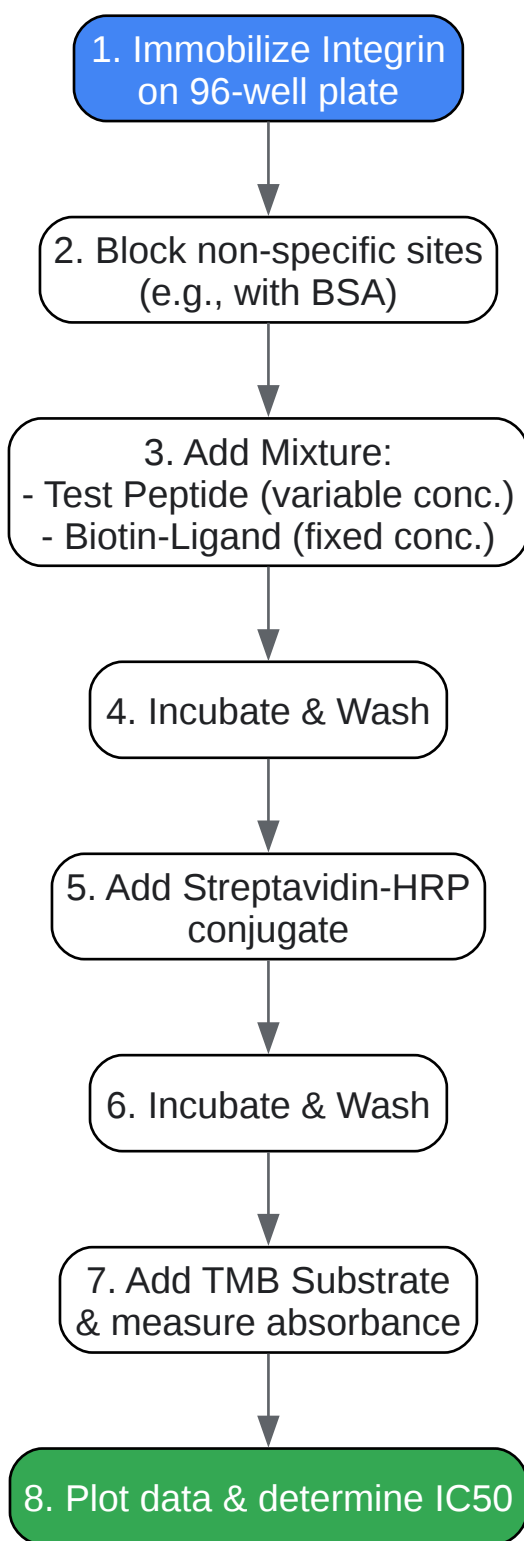 1. Immobilize Integrin
on 96-well plate
2. Block non-specific sites
(e.g., with BSA)
3. Add Mixture:
- Test Peptide (variable conc.)
- Biotin-Ligand (fixed conc.)
4. Incubate & Wash
5. Add Streptavidin-HRP
conjugate
6. Incubate & Wash
7. Add TMB Substrate
& measure absorbance
8. Plot data & determine IC50